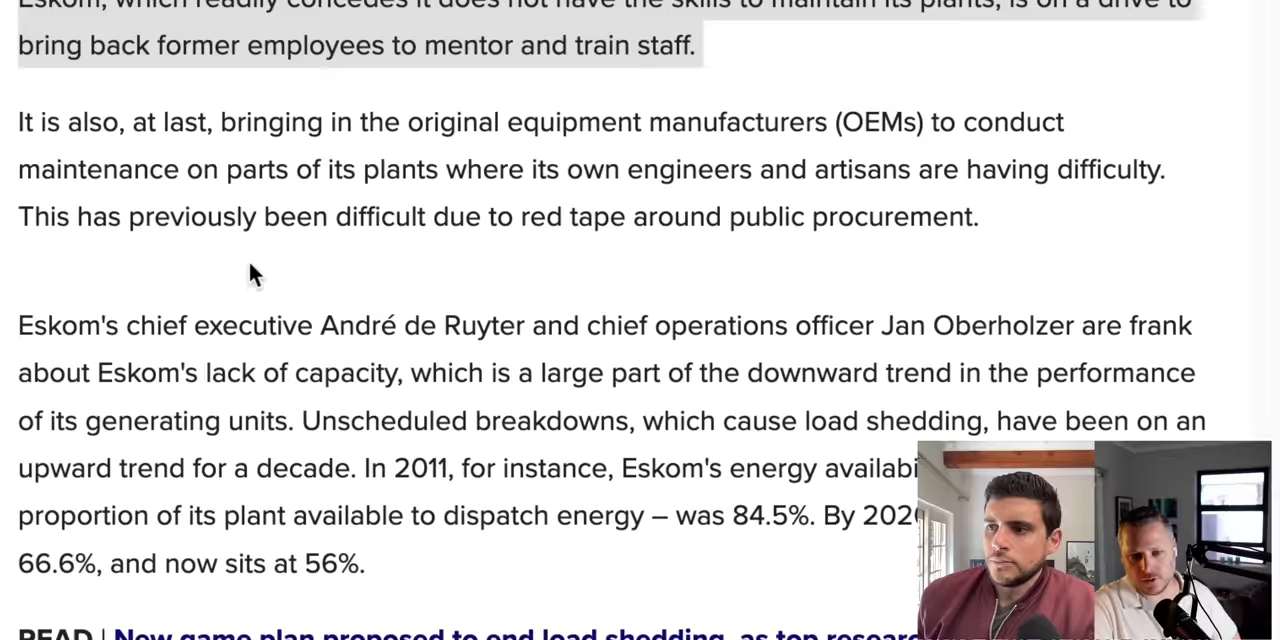 Eskom, which readily concedes it does not have the skills to maintain its plants, is on a drive to
bring back former employees to mentor and train staff.
It is also, at last, bringing in the original equipment manufacturers (OEMs) to conduct
maintenance on parts of its plants where its own engineers and artisans are having difficulty.
This has previously been difficult due to red tape around public procurement.
Eskom's chief executive André de Ruyter and chief operations officer Jan Oberholzer are frank
about Eskom's lack of capacity, which is a large part of the downward trend in the performance
of its generating units. Unscheduled breakdowns, which cause load shedding, have been on an
upward trend for a decade. In 2011, for instance, Eskom's energy availabi
proportion of its plant available to dispatch energy – was 84.5%. By 202
66.6%, and now sits at 56%.
READ | New game plan proposed to end load shedding, as top researc